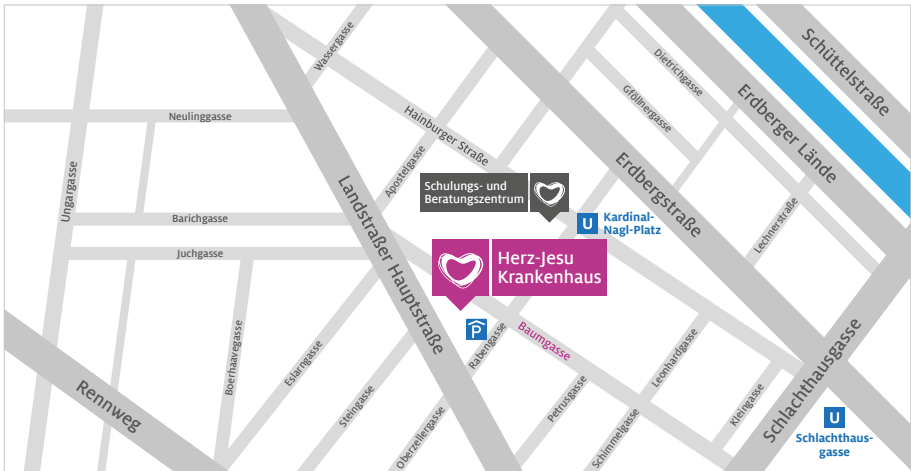 Wassergasse
Schüttelstraße
Dietrichgasse
Erdberger Lände
Gföllnergasse
Neulinggasse
Hainburger Straße
Apostelgasse
Erdbergstraße
Ungargasse
Landstraßer Hauptstraße
Schulungs- und
Beratungszentrum
Barichgasse
U
Kardinal-
Nagl-Platz
Lechnerstraße
Juchgasse
Herz-Jesu
Krankenhaus
P
Rabengasse
Baumgasse
Boerhaavegasse
Eslarngasse
Leonhardgasse
Schlachthausgasse
Rennweg
Steingasse
Petrusgasse
Kleingasse
Oberzellergasse
Schimmelgasse
U
Schlachthaus-
gasse